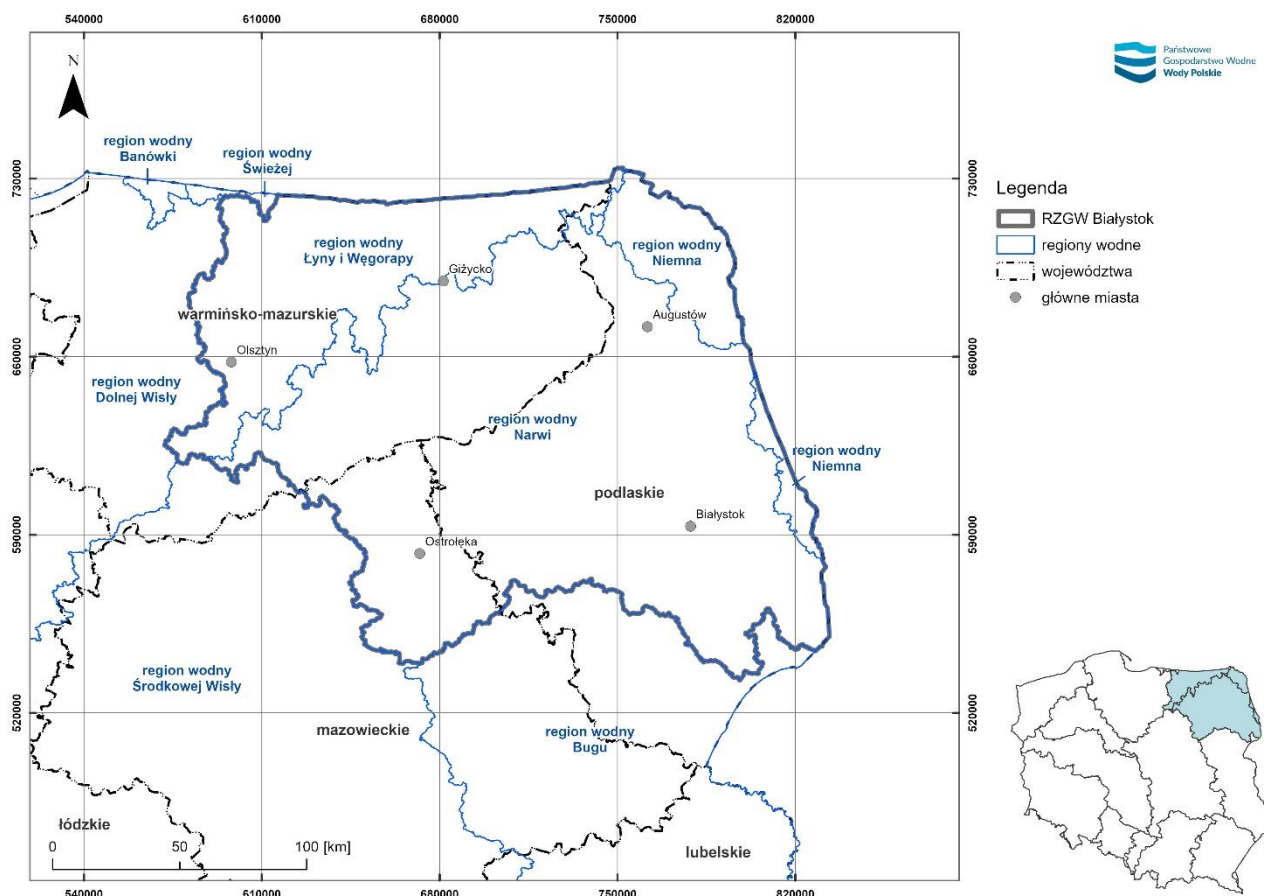 540000
610000
680000
750000
820000
Państwowe
Gospodarstwo Wodne
Wody Polskie
N
region wodny
Banówki
region wodny
Świeżej
730000
730000
Legenda
RZGW Białystok
regiony wodne
województwa
główne miasta
region wodny
Łyny i Węgorapy
region wodny
Niemna
Giżycko
warmińsko-mazurskie
Augustów
Olsztyn
660000
660000
region wodny
Dolnej Wisły
region wodny
Narwi
region wodny
Niemna
podlaskie
Białystok
590000
590000
Ostrołęka
region wodny
Środkowej Wisły
520000
520000
mazowieckie
region wodny
Bugu
łódzkie
lubelskie
0
50
100 [km]
540000
610000
680000
750000
820000